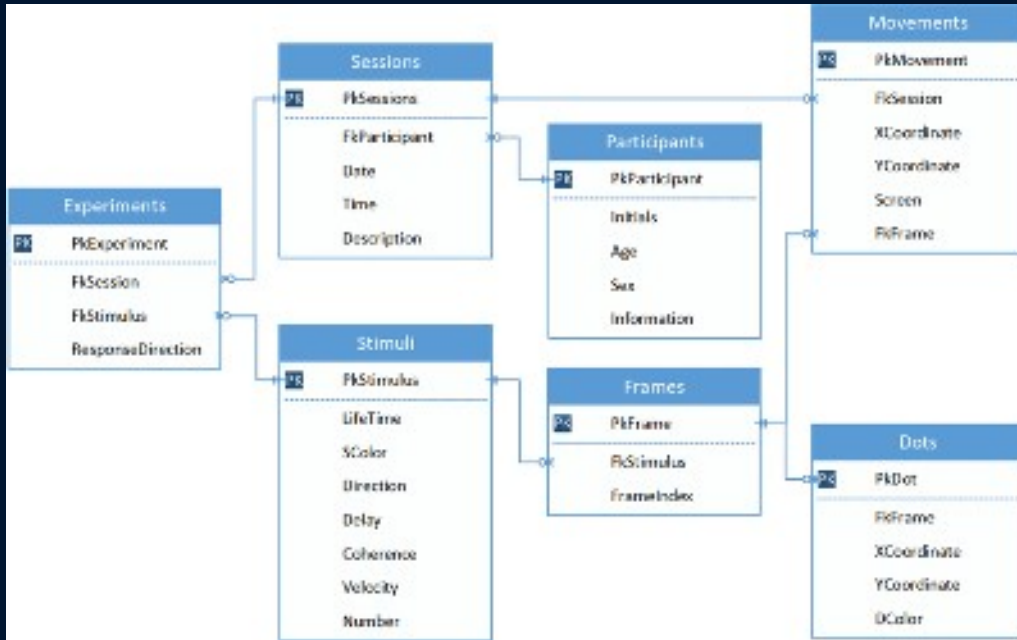 Experiments
PK PkExperiment
FkSession
FkStimulus
ResponseDirection
Sessions
PK PkSessions
FkParticipant
Date
Time
Description
Stimuli
PK PkStimulus
LifeTime
SColor
Direction
Delay
Coherence
Velocity
Number
Participants
PK PkParticipant
Initials
Age
Sex
Information
Frames
PK PkFrame
FkStimulus
FrameIndex
Movements
PK PkMovement
FkSession
XCoordinate
YCoordinate
Screen
FkFrame
Dots
PK PkDot
FkFrame
XCoordinate
YCoordinate
DColor